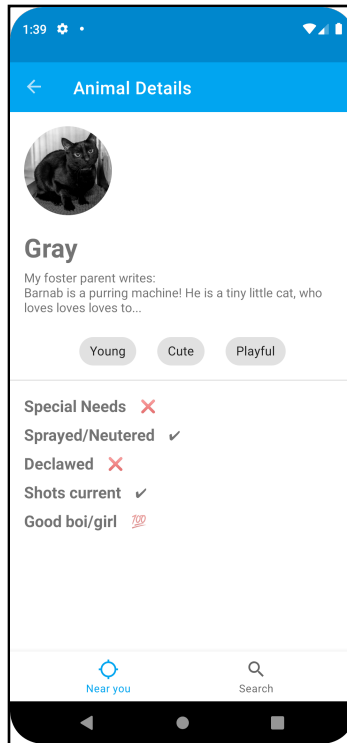 1:39
Animal Details
Gray
My foster parent writes:
Barnab is a purring machine! He is a tiny little cat, who
loves loves loves to...
Young Cute Playful
Special Needs ❌
Sprayed/Neutered ✔
Declawed ❌
Shots current ✔
Good boi/girl 💯
Near you Search